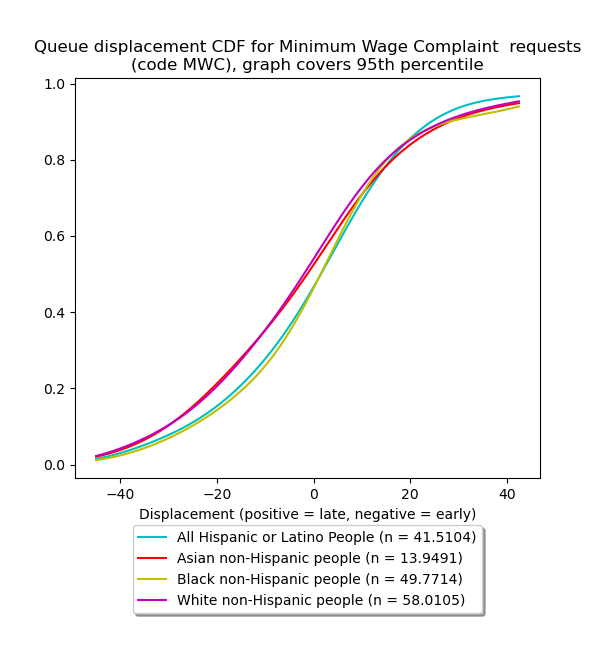 Queue displacement CDF for Minimum Wage Complaint  requests
(code MWC), graph covers 95th percentile
1.0
0.8
0.6
0.4
0.2
0.0
−40 −20 0 20 40
Displacement (positive = late, negative = early)
All Hispanic or Latino People (n = 41.5104)
Asian non-Hispanic people (n = 13.9491)
Black non-Hispanic people (n = 49.7714)
White non-Hispanic people (n = 58.0105)